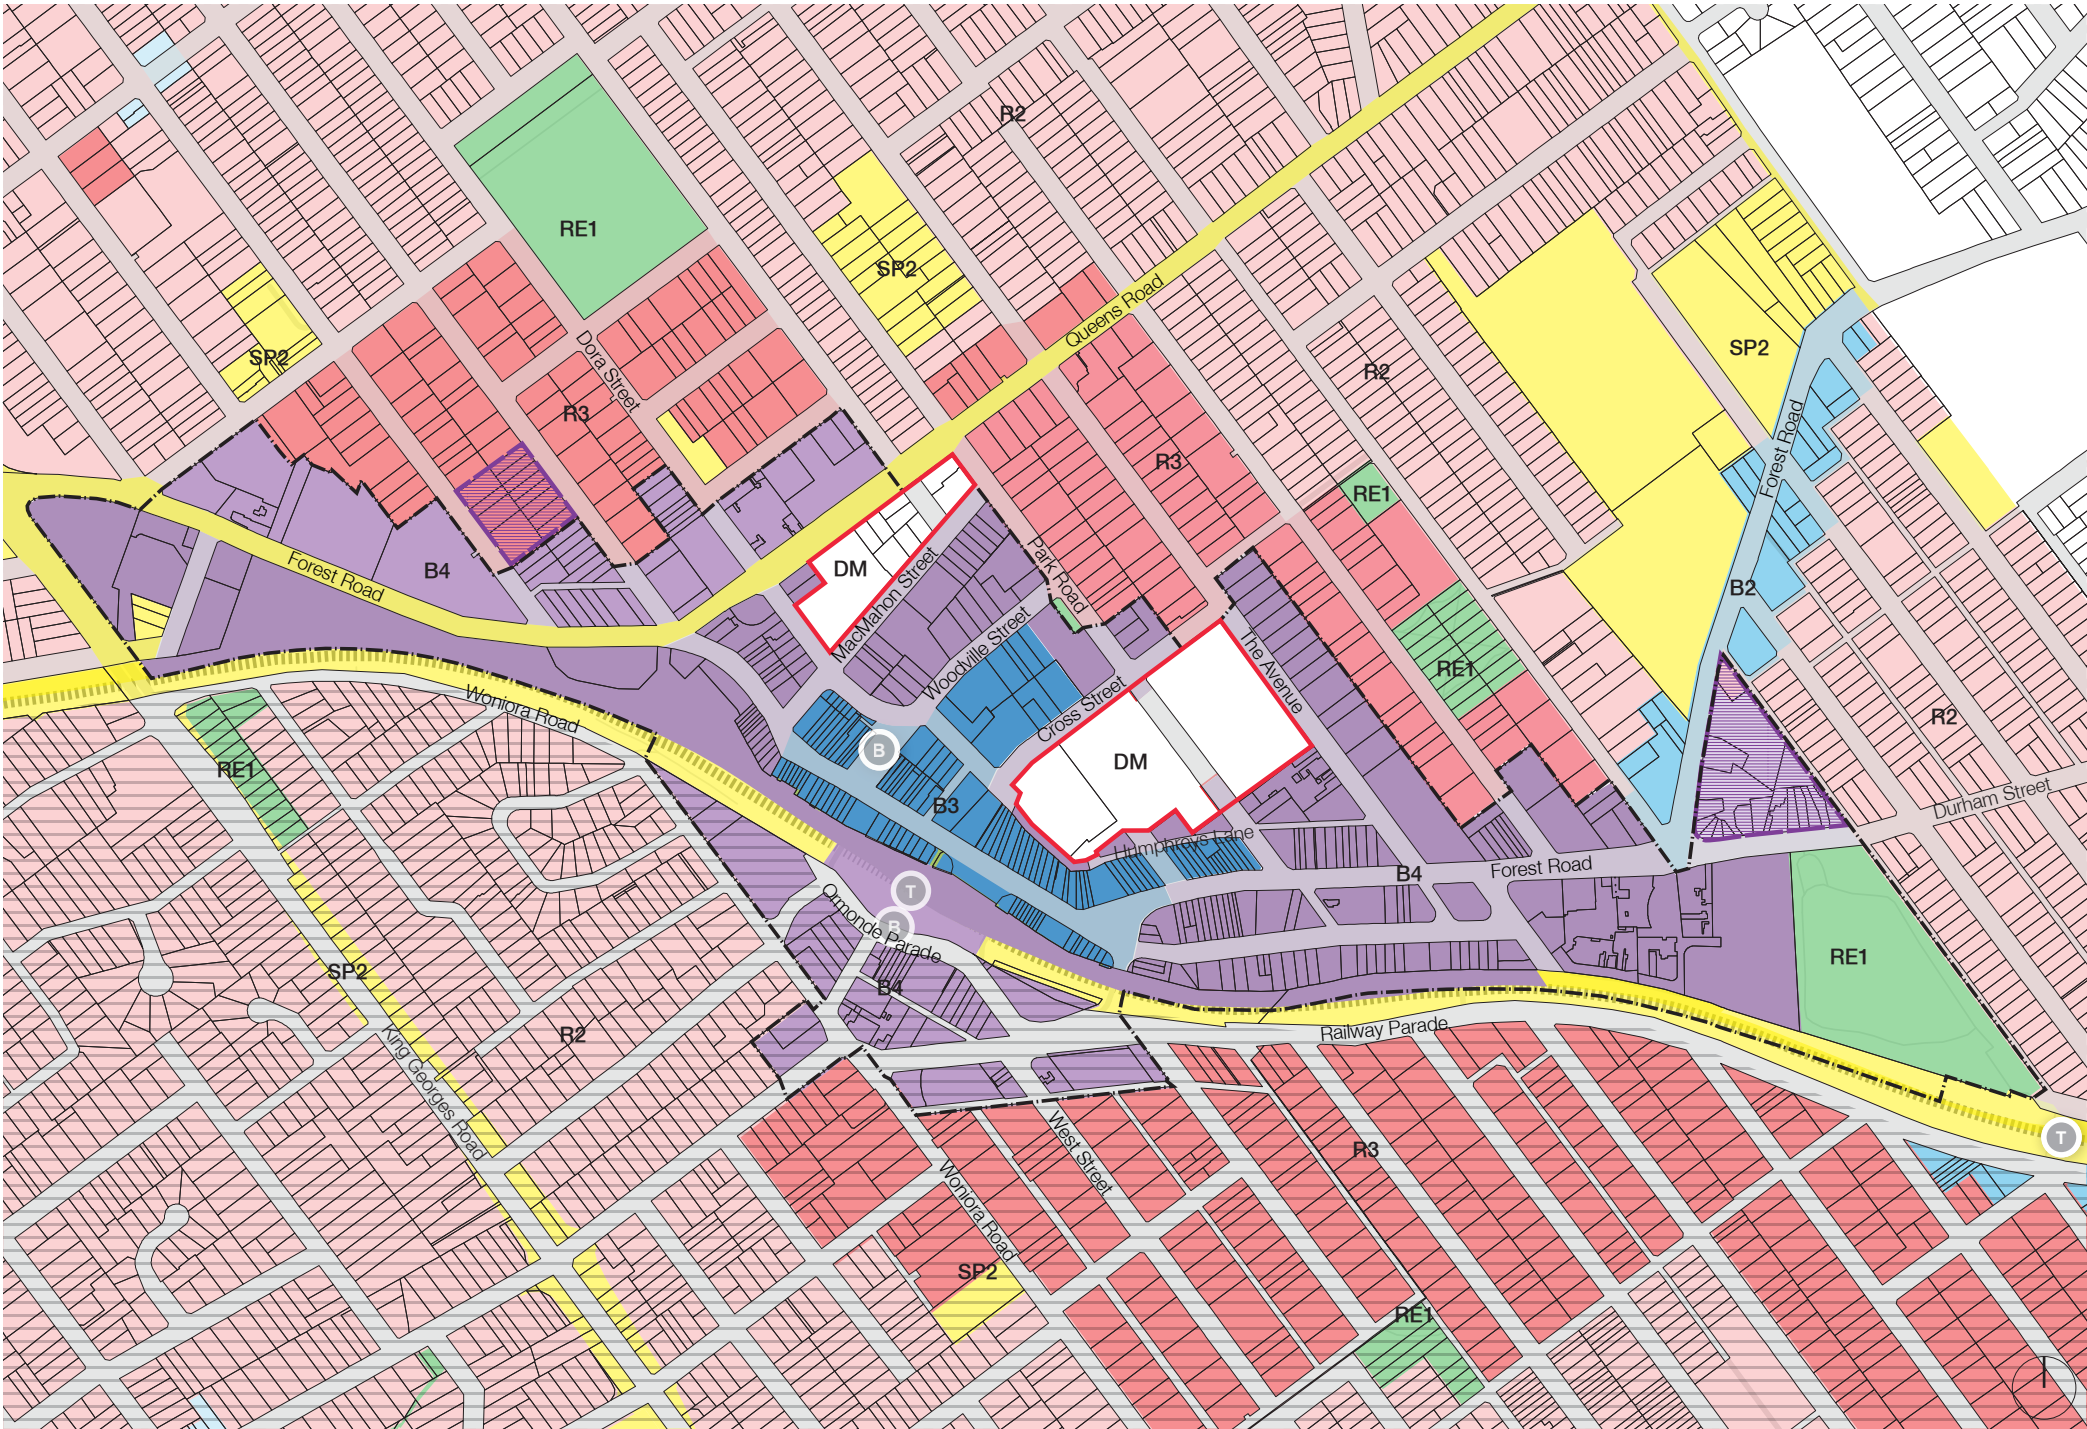 R2
RE1
SP2
Queens Road
SP2
SP2
Dora Street
R2
R3
Forest Road
R3
RE1
Forest Road
B4
DM
MacMahon Street
Park Road
B2
Woodville Street
The Avenue
RE1
Woniora Road
Cross Street
R2
RE1
B
DM
B3
Durham Street
Humphreys Lane
Forest Road
B4
T
Ormonde Parade
B
RE1
SP2
B4
R2
King Georges Road
Railway Parade
T
West Street
R3
Woniora Road
SP2
RE1